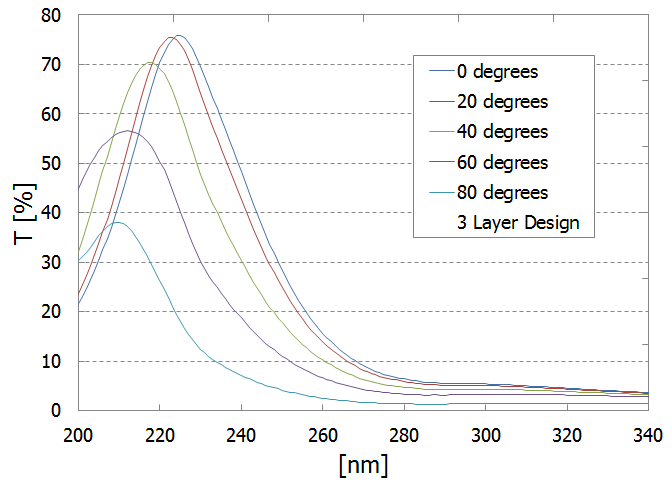 80
70
60
50
40
30
20
10
0
T [%]
0 degrees
20 degrees
40 degrees
60 degrees
80 degrees
3 Layer Design
200 220 240 260 280 300 320 340
[nm]